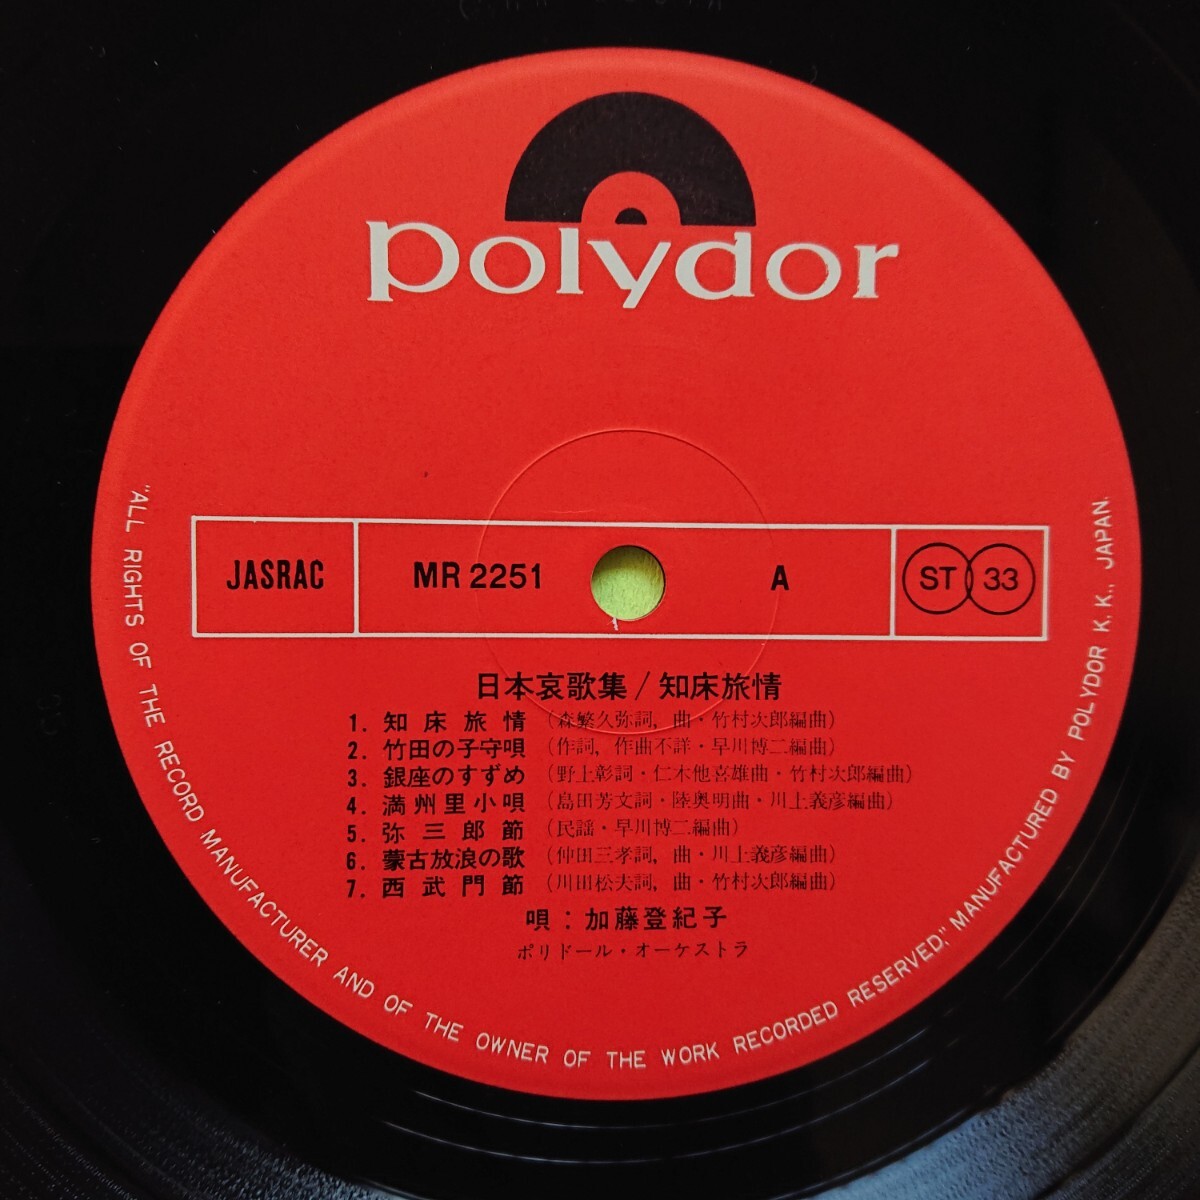 polydor
JASRAC
MR 2251
A
ST 33
日本哀歌集/知床旅情
1. 知床旅情 (森繁久弥詞, 曲・竹村次郎編曲)
2. 竹田の子守唄 (作詞, 作曲不詳・早川博二編曲)
3. 銀座のすずめ (野上彰詞・仁木他喜雄曲・竹村次郎編曲)
4. 満州里小唄 (島田芳文詞・陸奥明曲・川上義彦編曲)
5. 弥三郎節 (民謡・早川博二編曲)
6. 蒙古放浪の歌 (仲田三孝詞, 曲・川上義彦編曲)
7. 西武門節 (川田松夫詞, 曲・竹村次郎編曲)
唄:加藤登紀子
ポリドール・オーケストラ
"ALL RIGHTS OF THE RECORD MANUFACTURER AND OF THE OWNER OF THE WORK RECORDED RESERVED," MANUFACTURED BY POLYDOR K. K., JAPAN.